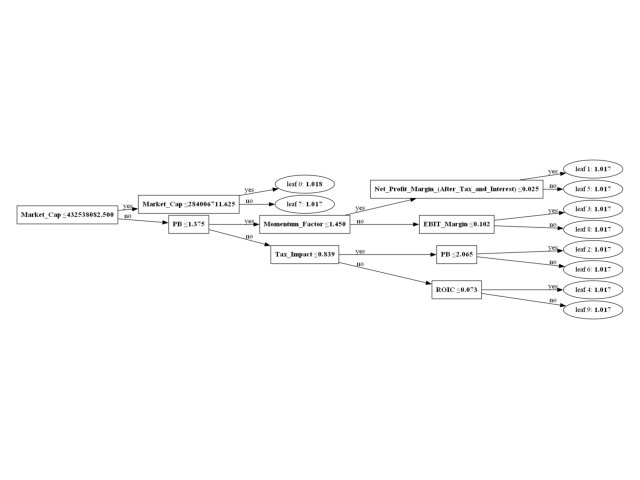 leaf 1: 1.017
yes
Net_Profit_Margin_(After_Tax_and_Interest) ≤0.025
no
leaf 5: 1.017
yes
leaf 0: 1.018
Market_Cap ≤284006711.625
no
leaf 7: 1.017
yes
Market_Cap ≤432538082.500
no
yes
leaf 3: 1.017
yes
PB ≤1.375
yes
Momentum_Factor ≤1.450
no
EBIT_Margin ≤0.102
no
leaf 8: 1.017
no
yes
leaf 2: 1.017
Tax_Impact ≤0.839
yes
PB ≤2.065
no
leaf 6: 1.017
no
yes
leaf 4: 1.017
ROIC ≤0.073
no
leaf 9: 1.017